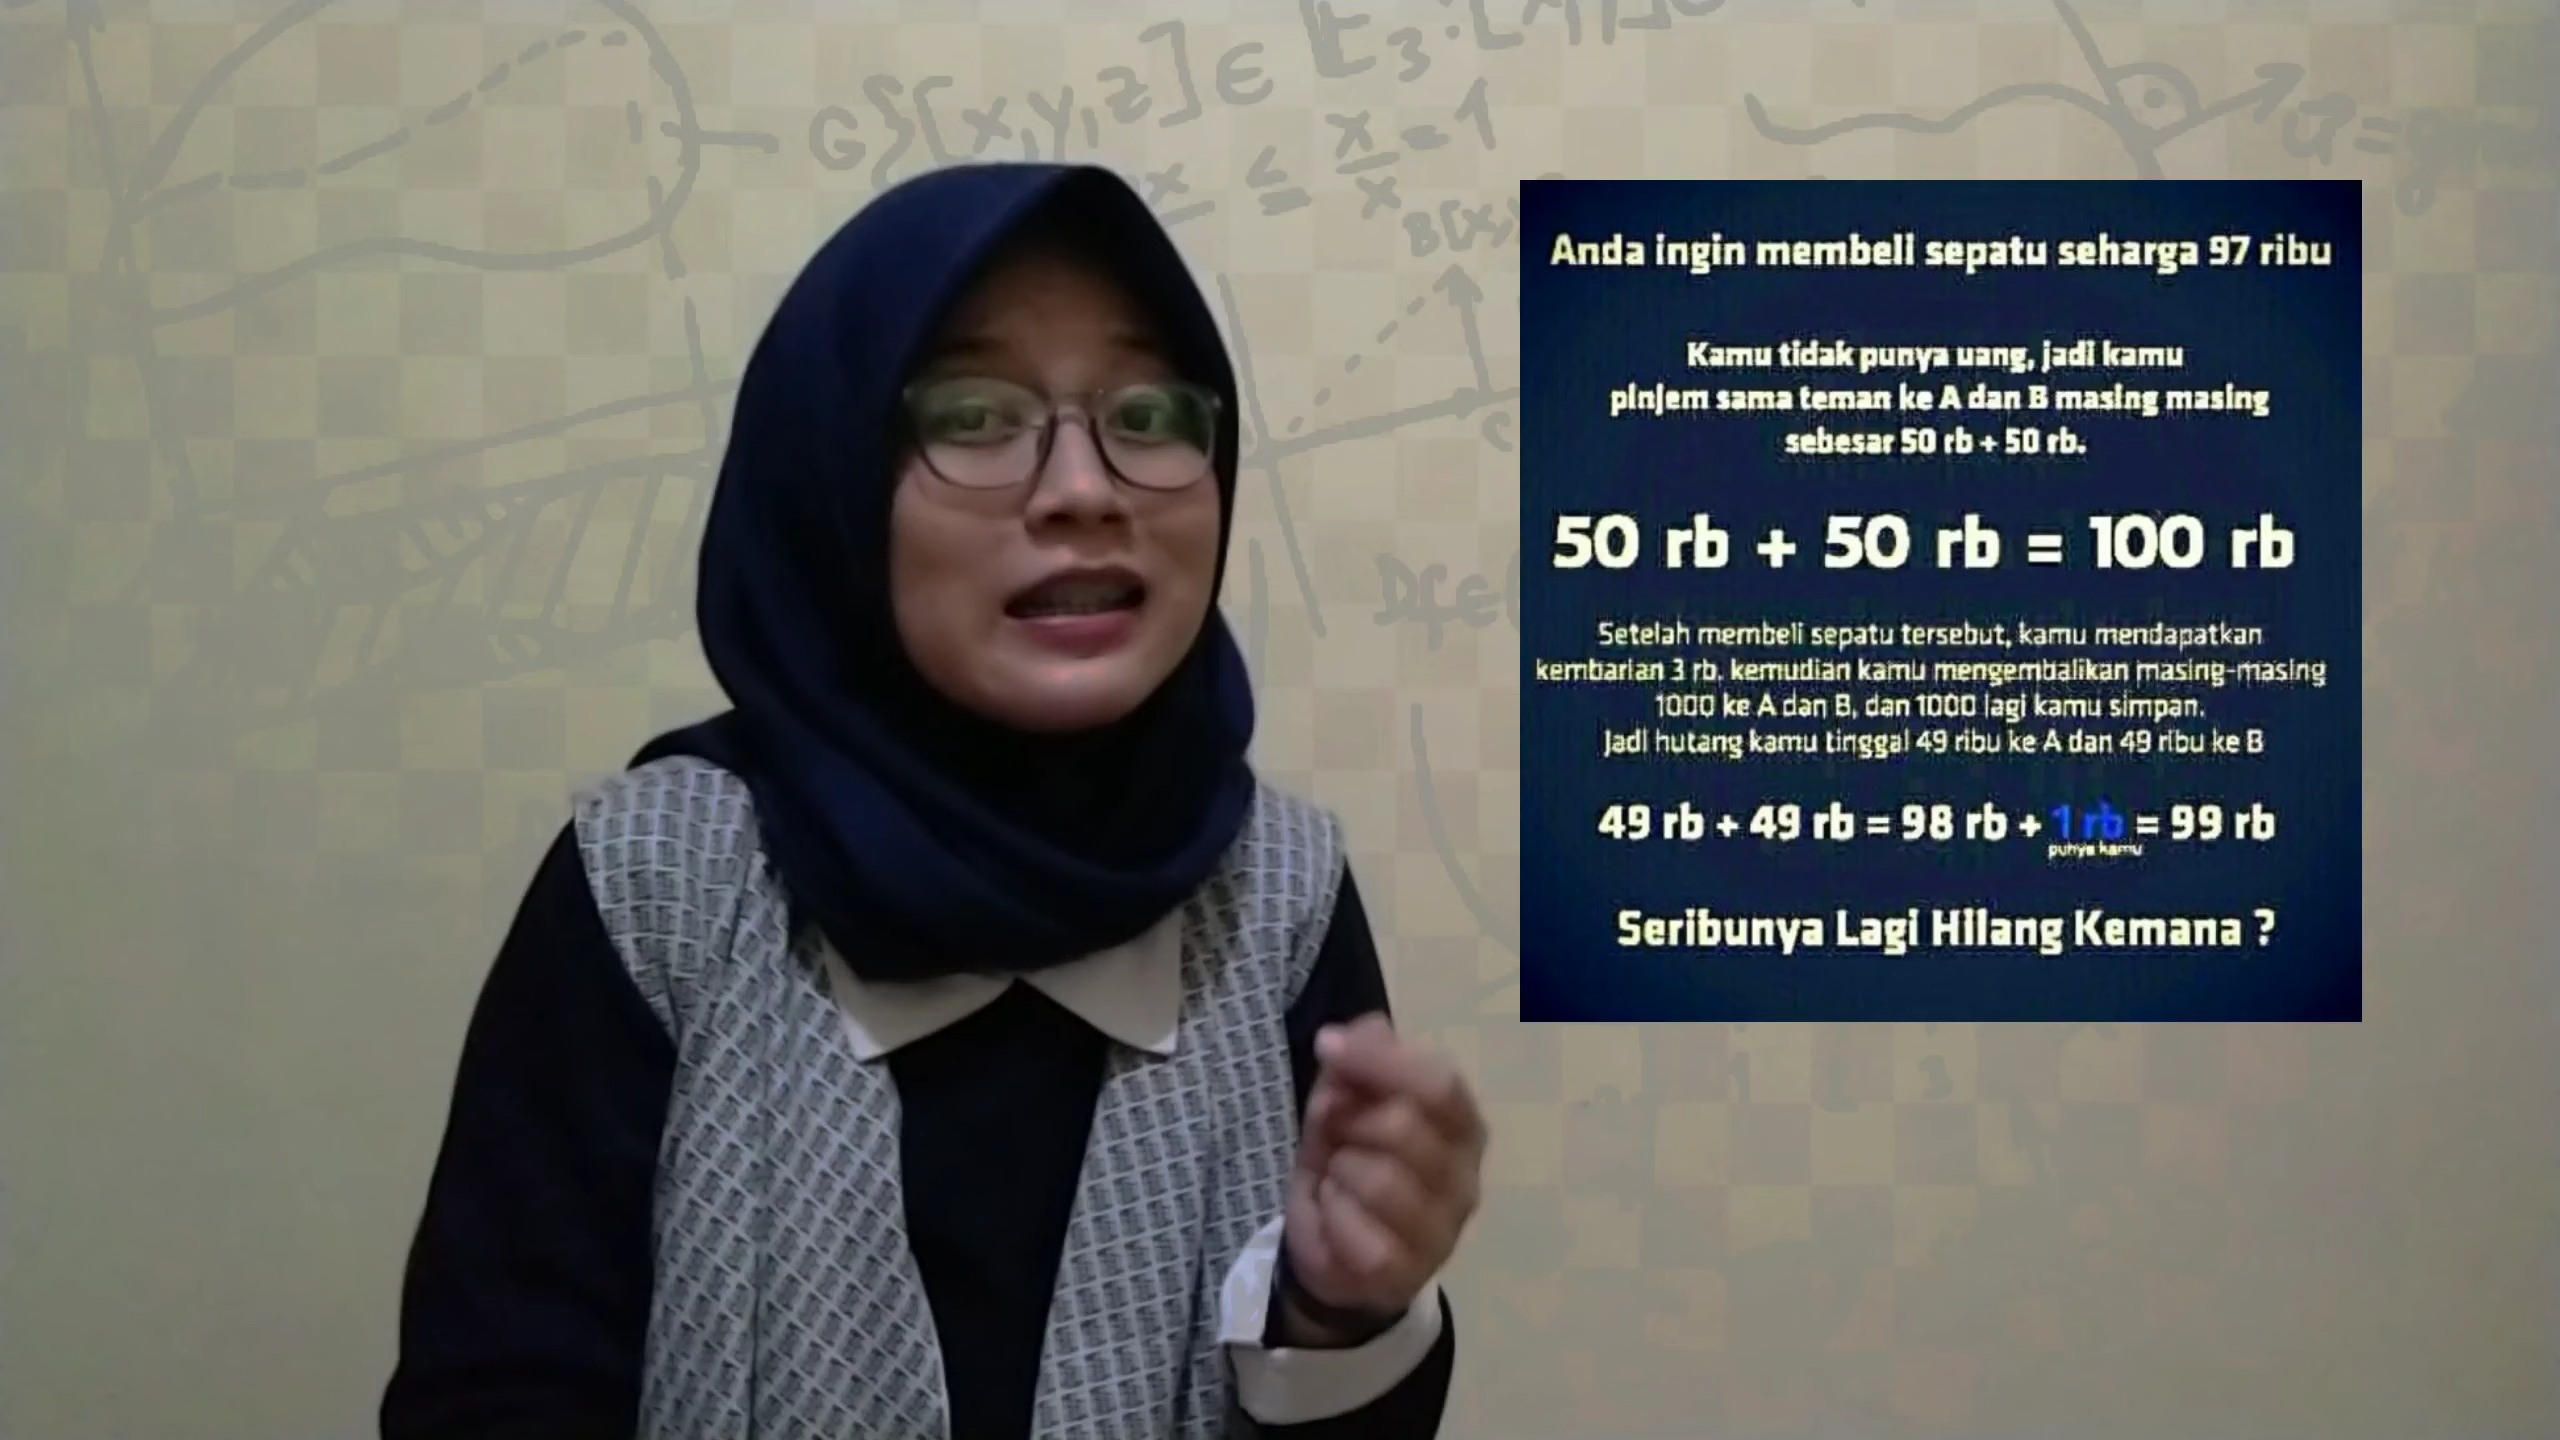 G{[x,y,z]∈E₃:[x,y]∈
x ≤ x/x = 1
B[x,
Anda ingin membeli sepatu seharga 97 ribu
Kamu tidak punya uang, jadi kamu
pinjem sama teman ke A dan B masing masing
sebesar 50 rb + 50 rb.
50 rb + 50 rb = 100 rb
Setelah membeli sepatu tersebut, kamu mendapatkan
kembarian 3 rb. kemudian kamu mengembalikan masing-masing
1000 ke A dan B, dan 1000 lagi kamu simpan.
Jadi hutang kamu tinggal 49 ribu ke A dan 49 ribu ke B
49 rb + 49 rb = 98 rb + 1 rb = 99 rb
punya kamu
Seribunya Lagi Hilang Kemana ?